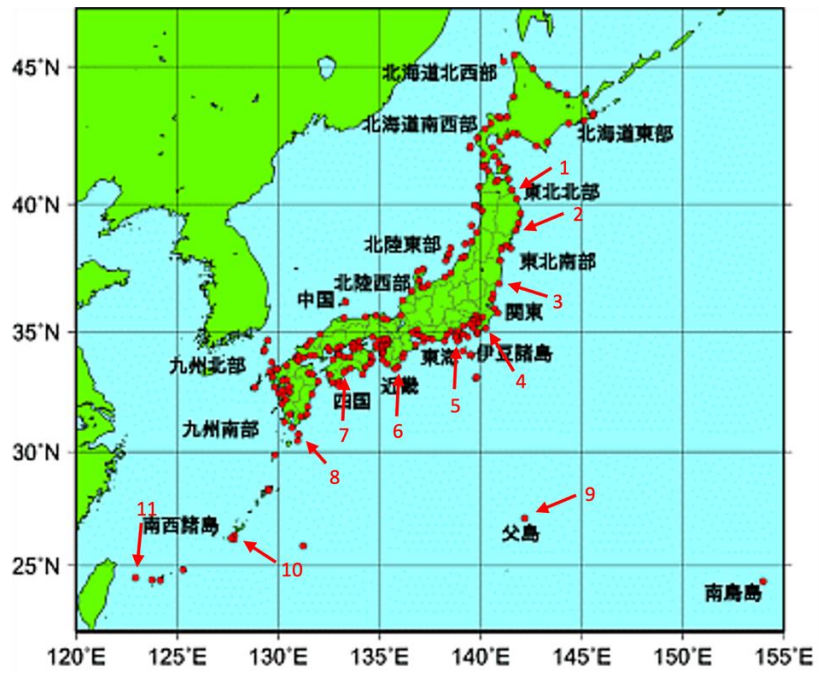 45°N
北海道北西部
北海道南西部
北海道東部
1
40°N
東北北部
2
北陸東部
東北南部
北陸西部
3
中国
関東
35°N
九州北部
東海
伊豆諸島
4
近畿
5
四国
6
7
九州南部
30°N
8
9
11
南西諸島
父島
10
25°N
南鳥島
120°E
125°E
130°E
135°E
140°E
145°E
150°E
155°E